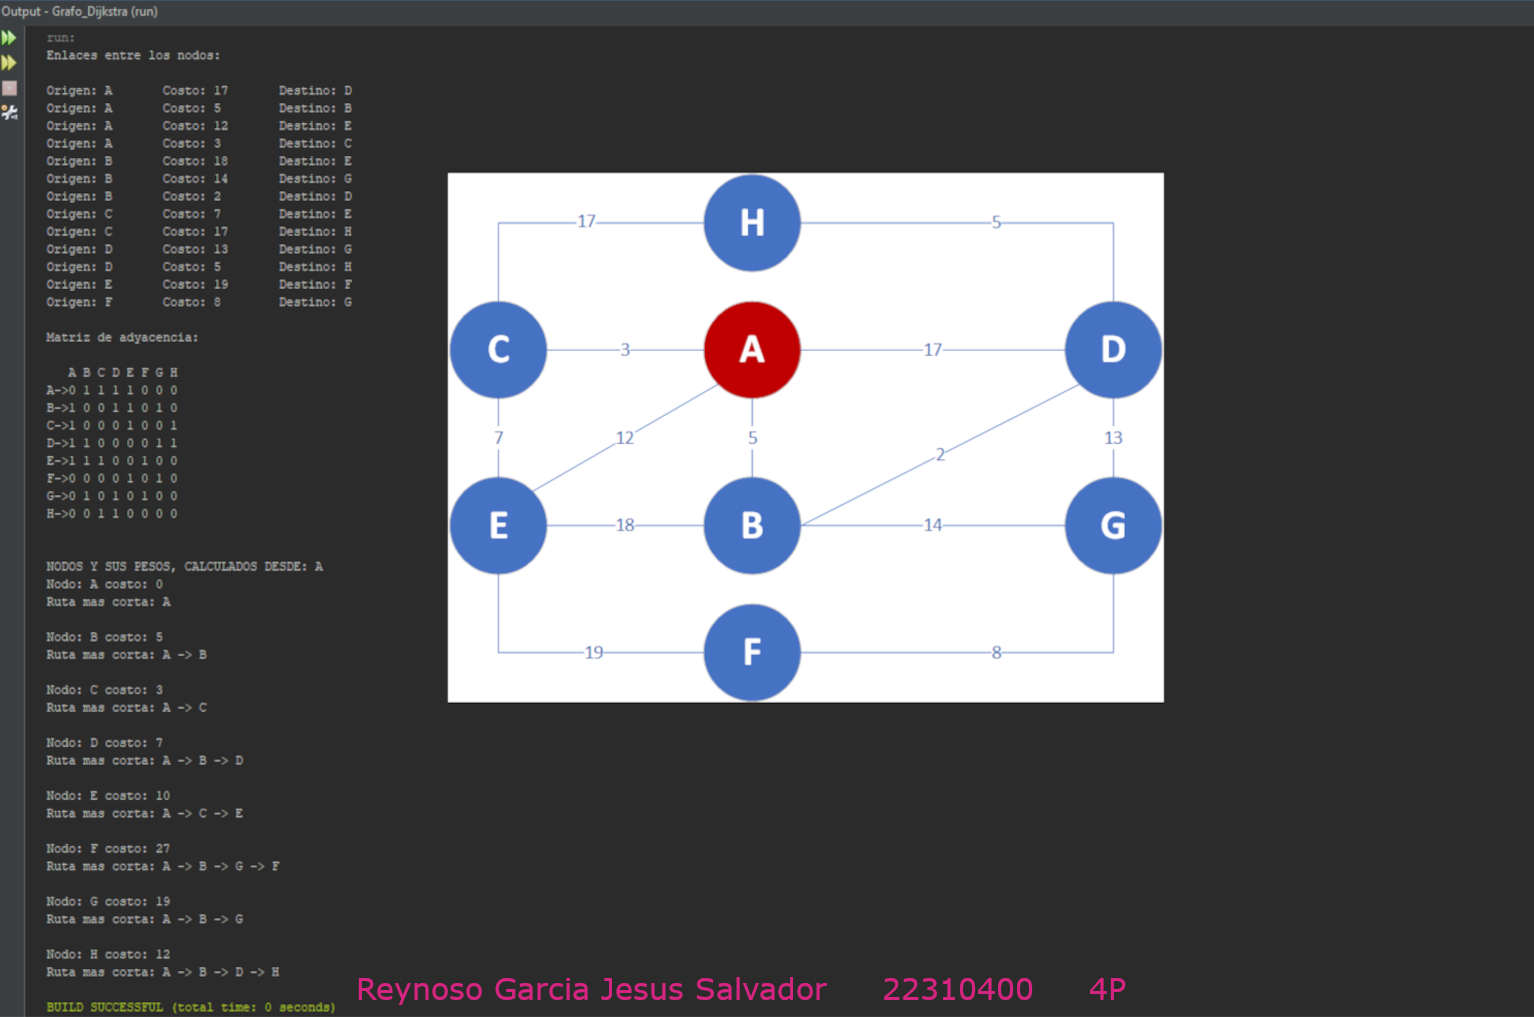 Output - Grafo_Dijkstra (run)
run:
Enlaces entre los nodos:
Origen: A Costo: 17 Destino: D
Origen: A Costo: 5 Destino: B
Origen: A Costo: 12 Destino: E
Origen: A Costo: 3 Destino: C
Origen: B Costo: 18 Destino: E
Origen: B Costo: 14 Destino: G
Origen: B Costo: 2 Destino: D
Origen: C Costo: 7 Destino: E
Origen: C Costo: 17 Destino: H
Origen: D Costo: 13 Destino: G
Origen: D Costo: 5 Destino: H
Origen: E Costo: 19 Destino: F
Origen: F Costo: 8 Destino: G
Matriz de adyacencia:
A B C D E F G H
A->0 1 1 1 1 0 0 0
B->1 0 0 1 1 0 1 0
C->1 0 0 0 1 0 0 1
D->1 1 0 0 0 0 1 1
E->1 1 1 0 0 1 0 0
F->0 0 0 0 1 0 1 0
G->0 1 0 1 0 1 0 0
H->0 0 1 1 0 0 0 0
NODOS Y SUS PESOS, CALCULADOS DESDE: A
Nodo: A costo: 0
Ruta mas corta: A
Nodo: B costo: 5
Ruta mas corta: A -> B
Nodo: C costo: 3
Ruta mas corta: A -> C
Nodo: D costo: 7
Ruta mas corta: A -> B -> D
Nodo: E costo: 10
Ruta mas corta: A -> C -> E
Nodo: F costo: 27
Ruta mas corta: A -> B -> G -> F
Nodo: G costo: 19
Ruta mas corta: A -> B -> G
Nodo: H costo: 12
Ruta mas corta: A -> B -> D -> H
BUILD SUCCESSFUL (total time: 0 seconds)
17 H 5
C 3 A 17 D
7 12 5 2 13
E 18 B 14 G
19 F 8
Reynoso Garcia Jesus Salvador 22310400 4P